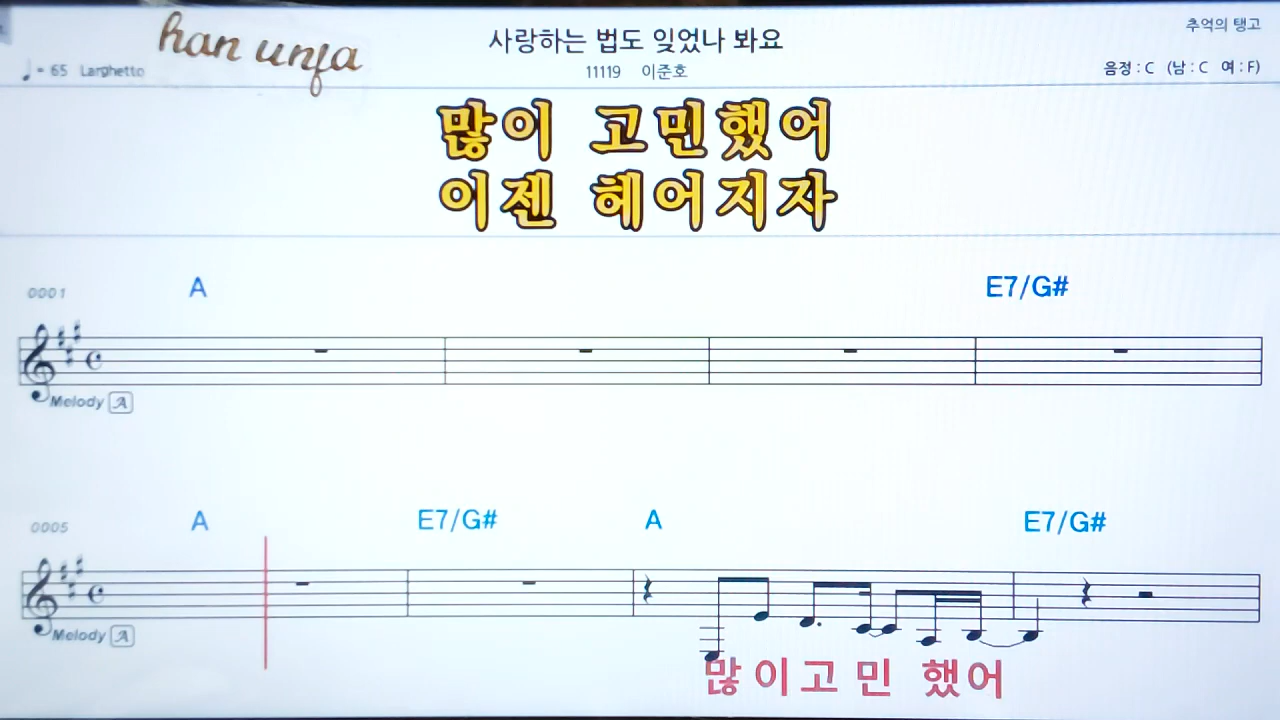 han unja
사랑하는 법도 잊었나 봐요
추억의 탱고
♩= 65 Larghetto
11119 이준호
음정 : C (남 : C 여 : F)
많이 고민했어
이젠 헤어지자
0001 A E7/G#
Melody A
0005 A E7/G# A E7/G#
Melody A
많이고민 했어